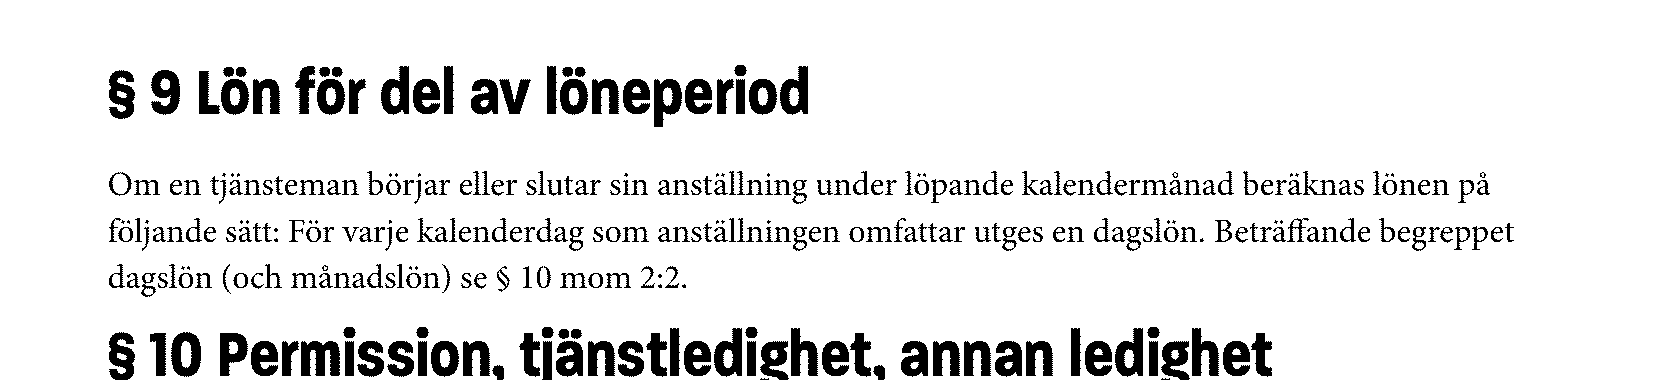 § 9 Lön för del av löneperiod
Om en tjänsteman börjar eller slutar sin anställning under löpande kalendermånad beräknas lönen på
följande sätt: För varje kalenderdag som anställningen omfattar utges en dagslön. Beträffande begreppet
dagslön (och månadslön) se § 10 mom 2:2.
§ 10 Permission, tjänstledighet, annan ledighet